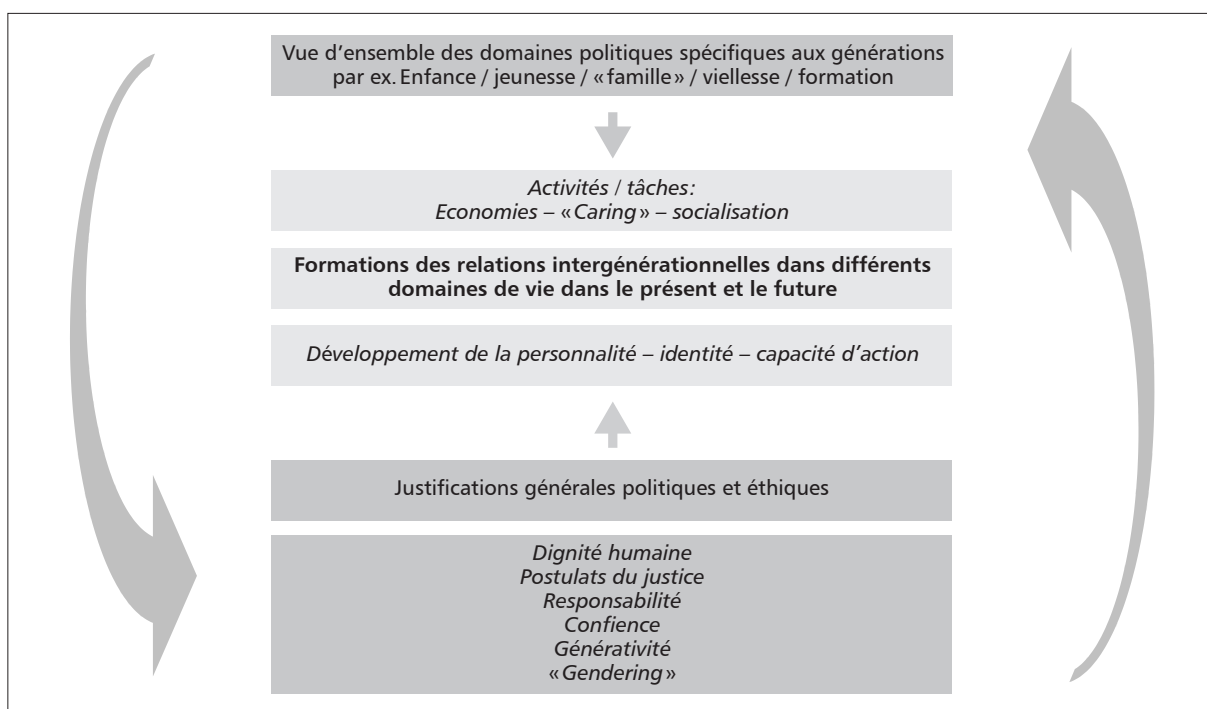 Vue d’ensemble des domaines politiques spécifiques aux générations
par ex. Enfance / jeunesse / «famille» / viellesse / formation
Activités / tâches:
Economies – «Caring» – socialisation
Formations des relations intergénérationnelles dans différents
domaines de vie dans le présent et le future
Développement de la personnalité – identité – capacité d’action
Justifications générales politiques et éthiques
Dignité humaine
Postulats du justice
Responsabilité
Confience
Générativité
«Gendering»